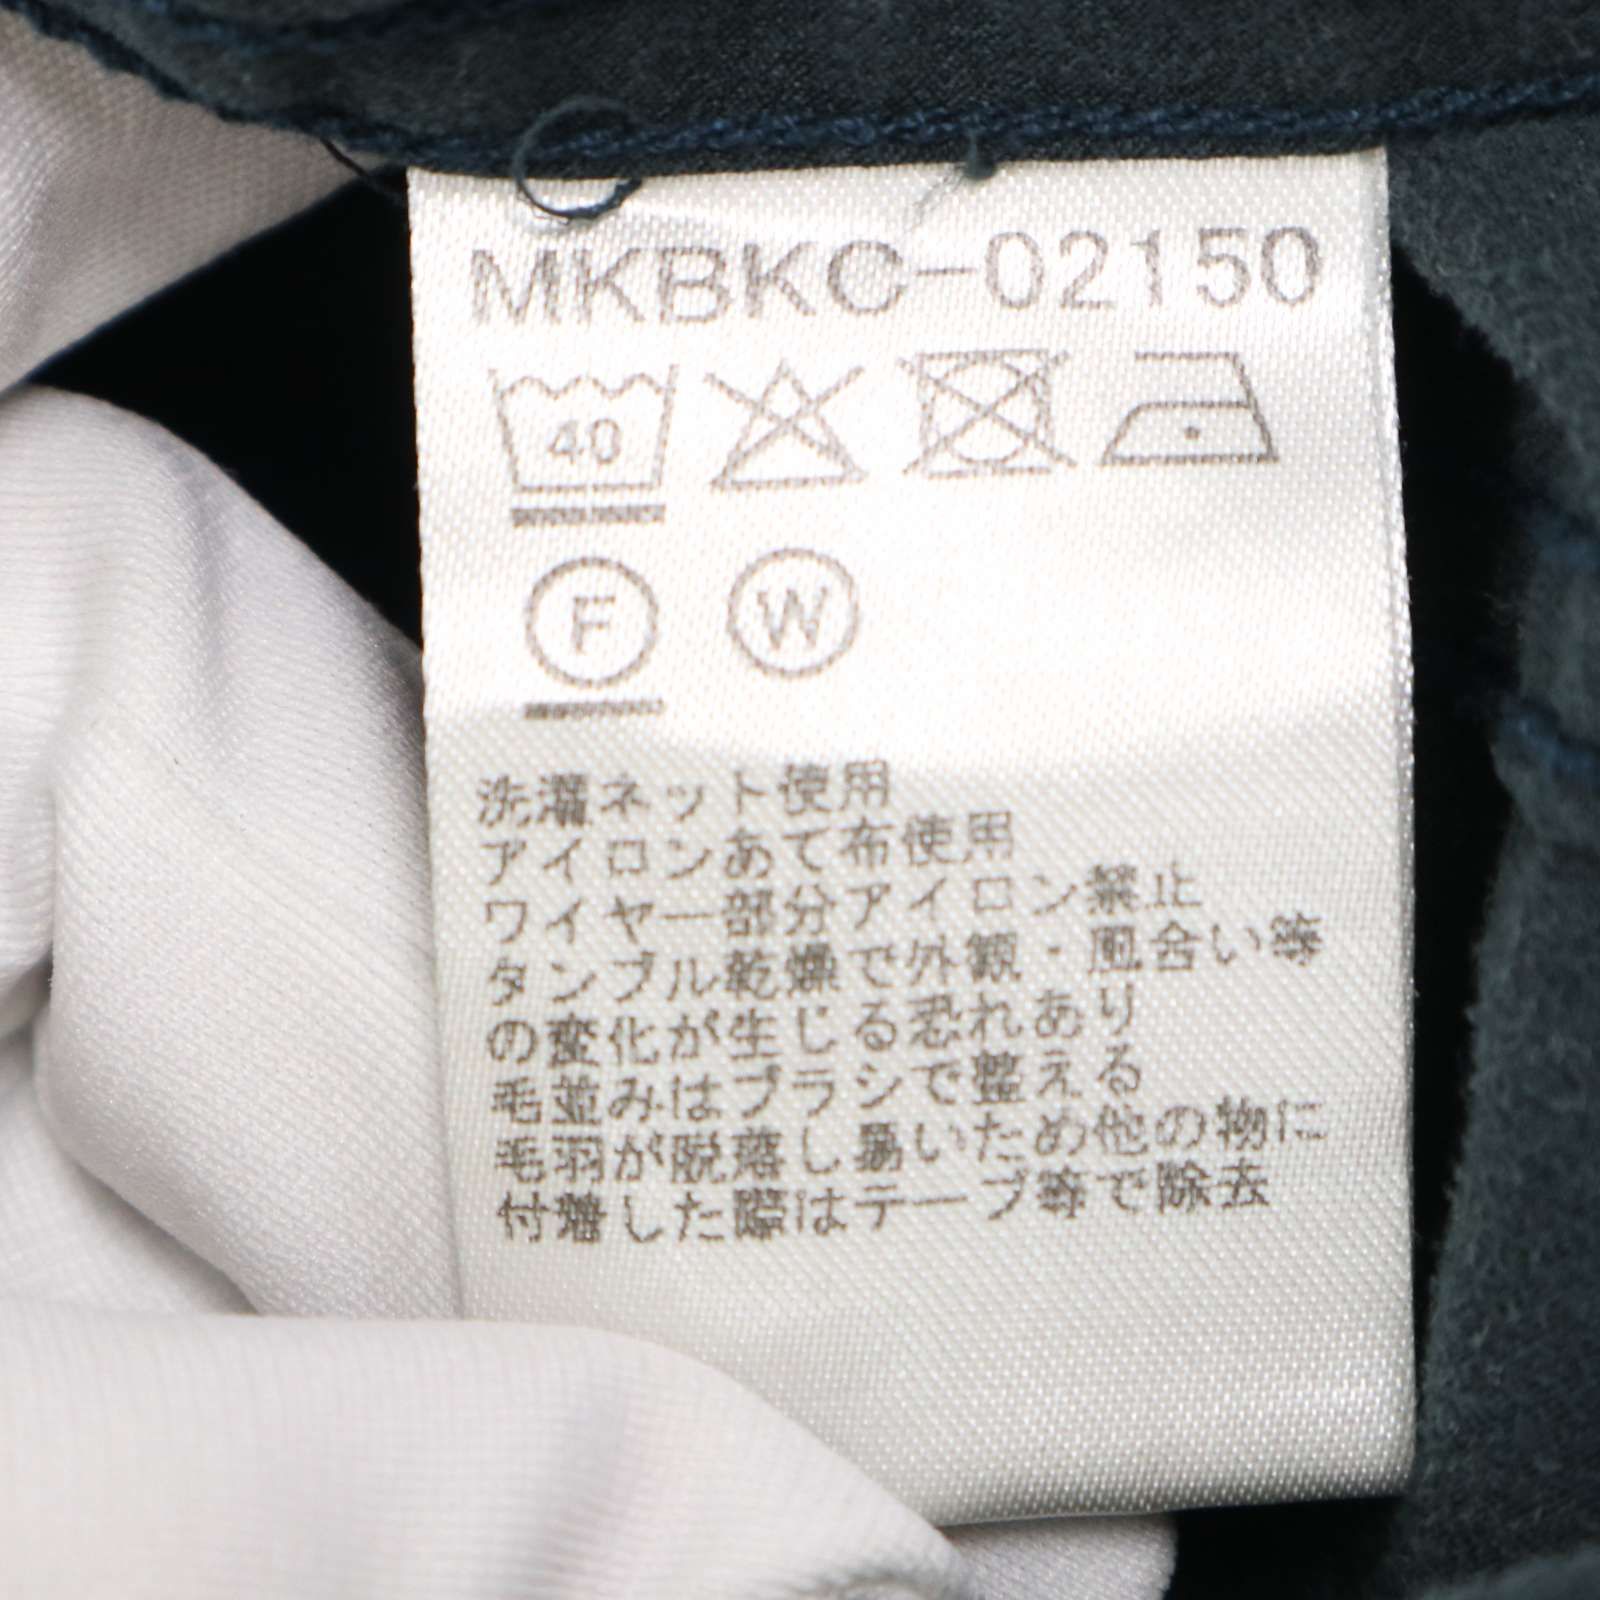 MKBKC-02150
40
F W
洗濯ネット使用
アイロンあて布使用
ワイヤー部分アイロン禁止
タンブル乾燥で外観・風合い等
の変化が生じる恐れあり
毛並みはブラシで整える
毛羽が脱落し易いため他の物に
付着した際はテープ等で除去